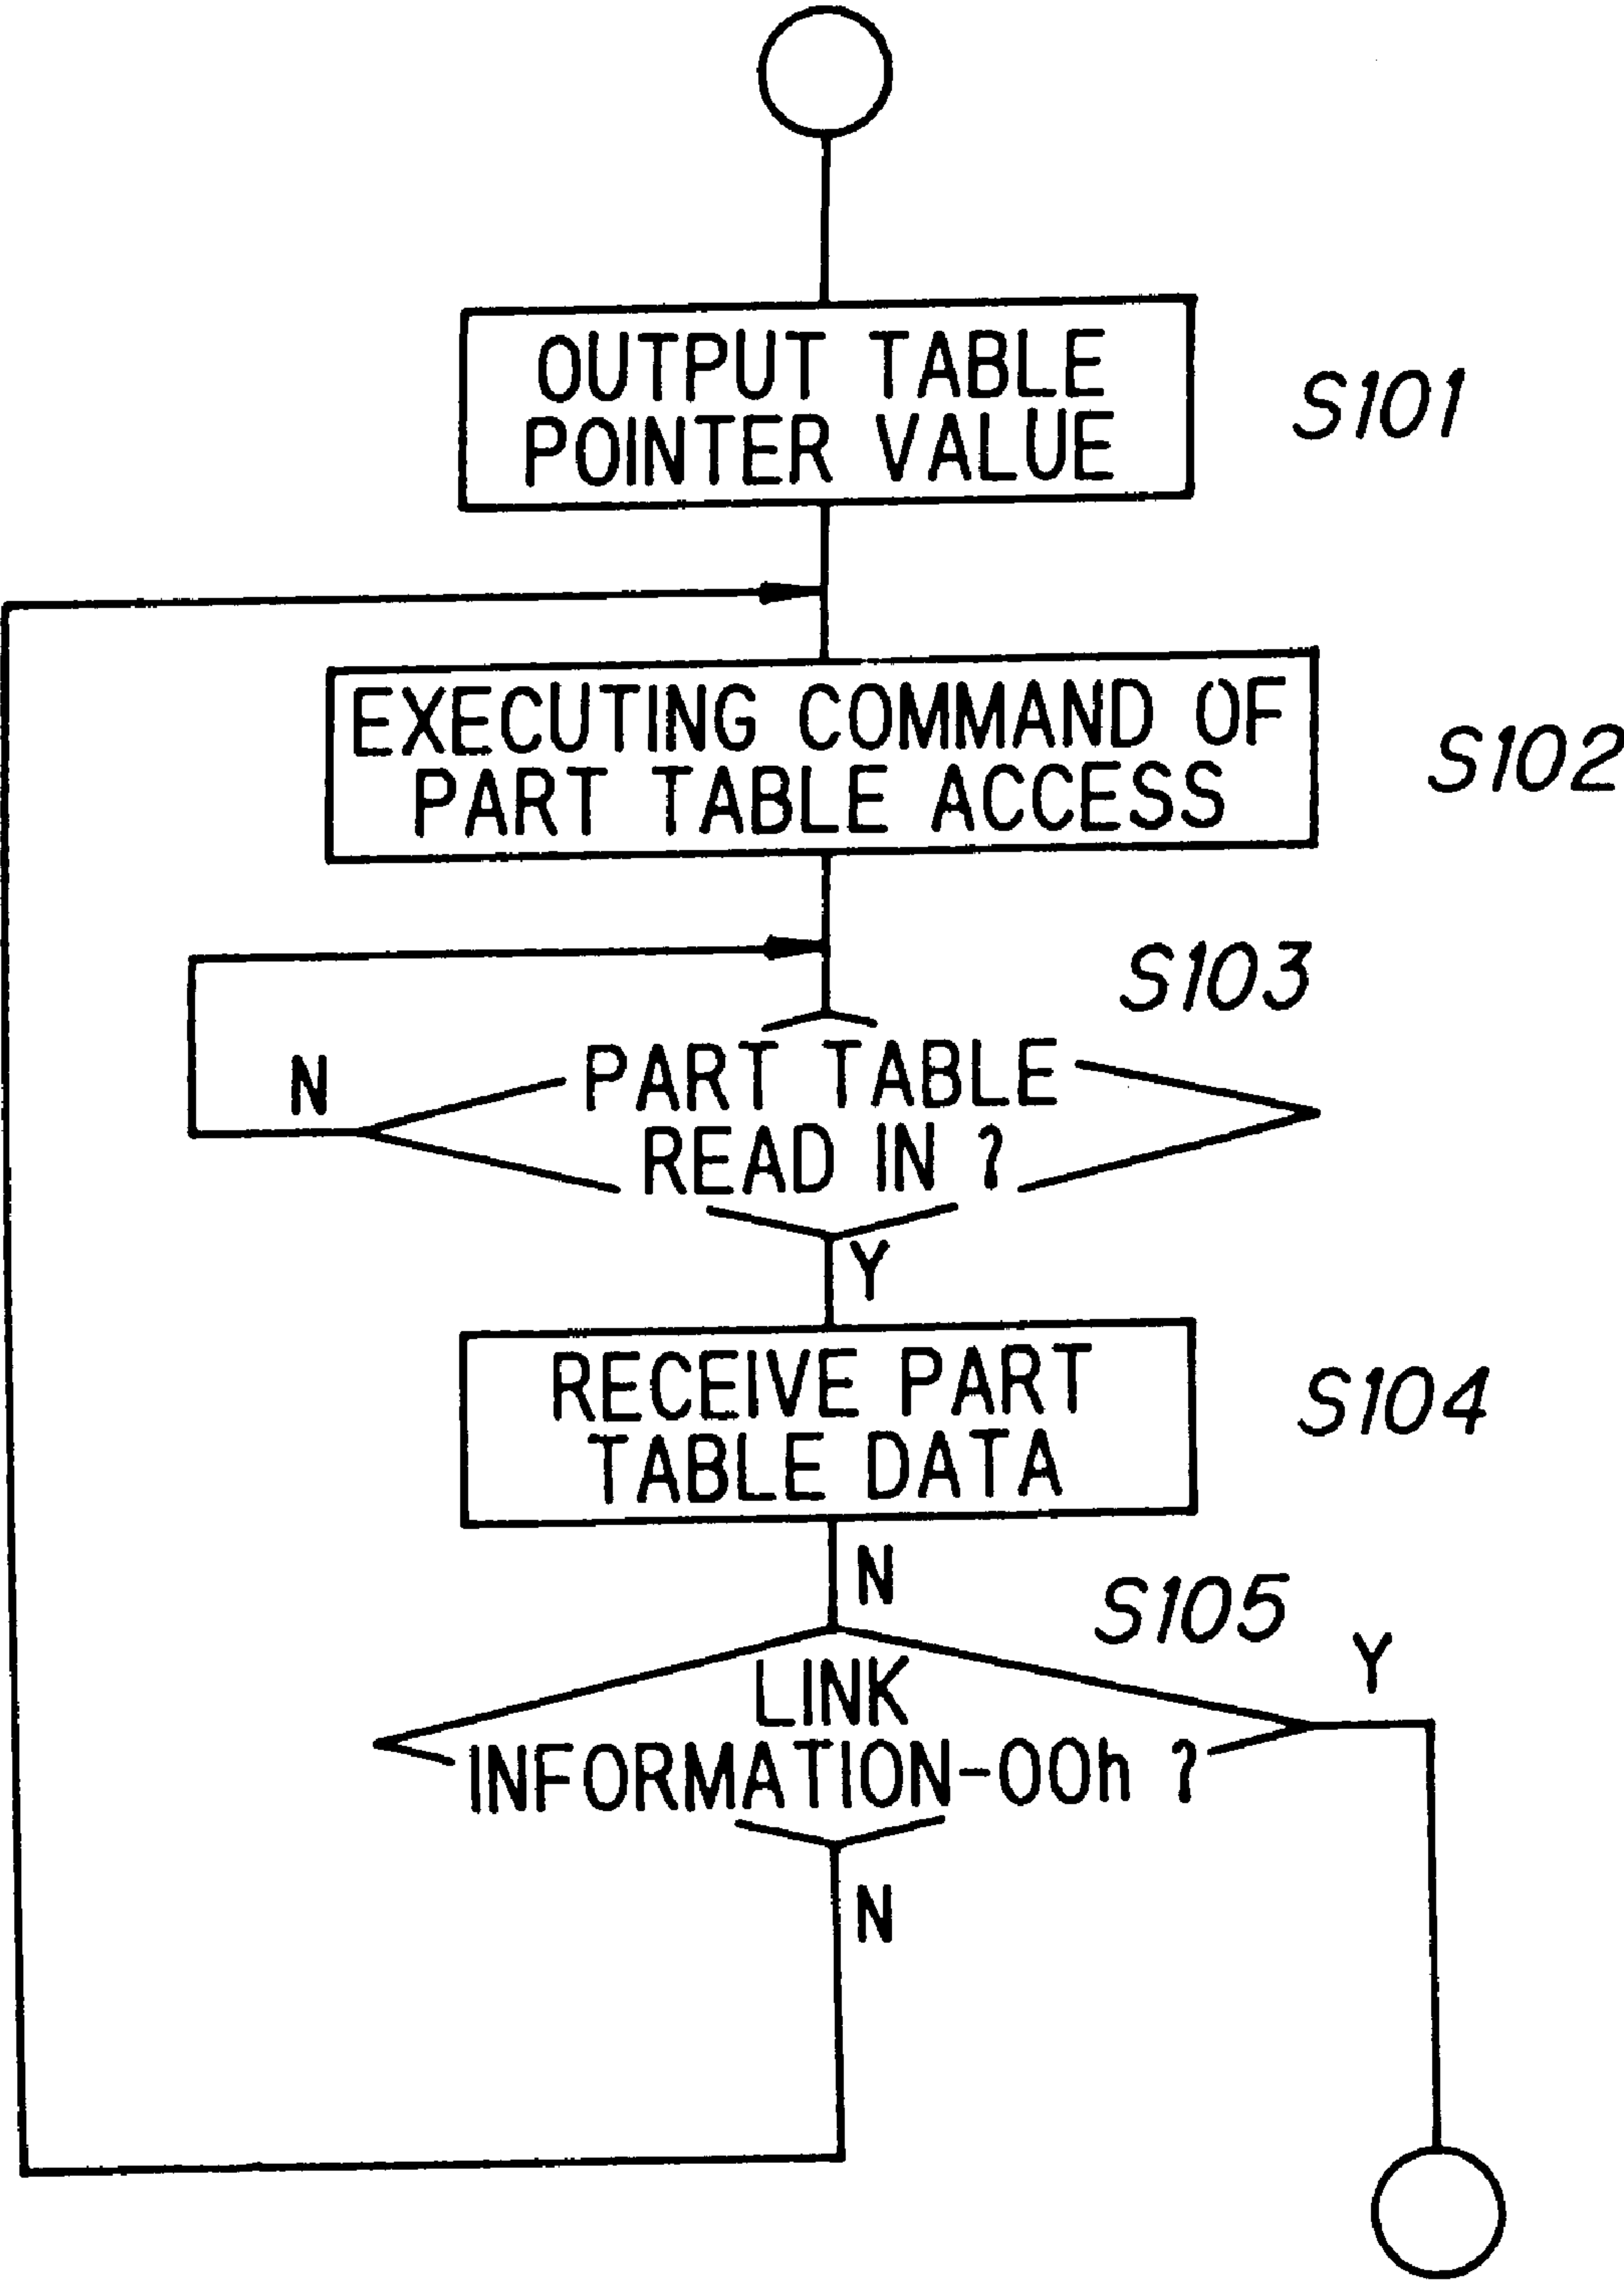 OUTPUT TABLE
POINTER VALUE
S101
EXECUTING COMMAND OF
PART TABLE ACCESS
S102
S103
N
PART TABLE
READ IN ?
Y
RECEIVE PART
TABLE DATA
S104
N
S105
Y
LINK
INFORMATION-00h ?
N